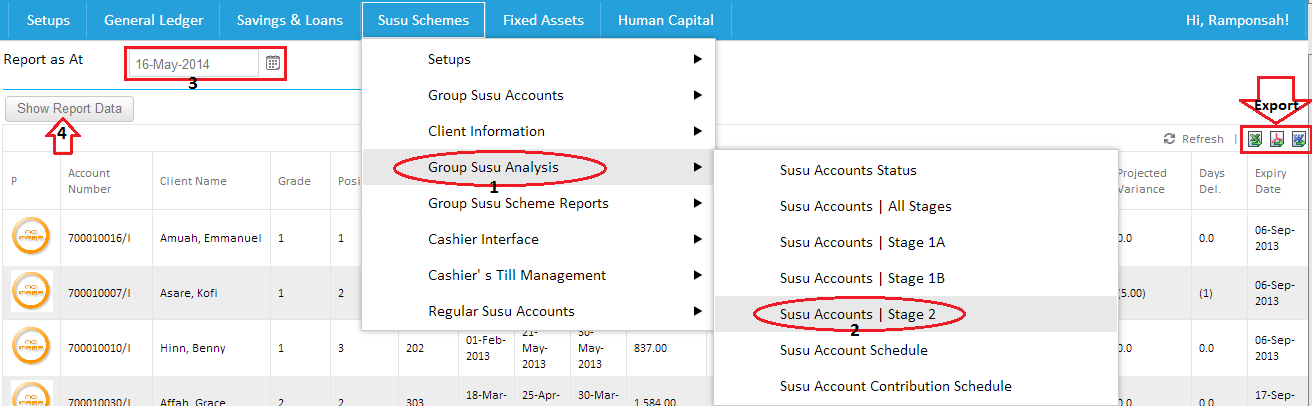 Setups General Ledger Savings & Loans Susu Schemes Fixed Assets Human Capital Hi, Ramponsah!
Report as At 16-May-2014
3
Show Report Data
4
Setups
Group Susu Accounts
Client Information
Group Susu Analysis
1
Group Susu Scheme Reports
Cashier Interface
Cashier' s Till Management
Regular Susu Accounts
Susu Accounts Status
Susu Accounts | All Stages
Susu Accounts | Stage 1A
Susu Accounts | Stage 1B
Susu Accounts | Stage 2
2
Susu Account Schedule
Susu Account Contribution Schedule
Export
Refresh |
P Account Number Client Name Grade Posi Projected Variance Days Del. Expiry Date
700010016/I Amuah, Emmanuel 1 1 0.0 0.0 06-Sep-2013
700010007/I Asare, Kofi 1 2 (5.00) (1) 06-Sep-2013
700010010/I Hinn, Benny 1 3 202 01-Feb-2013 21-May-2013 30-May-2013 837.00 0.0 0.0 06-Sep-2013
700010030/I Affah, Grace 2 2 303 18-Mar- 25-Apr- 30-Mar- 1,584.00 0.0 0.0 17-Sep-